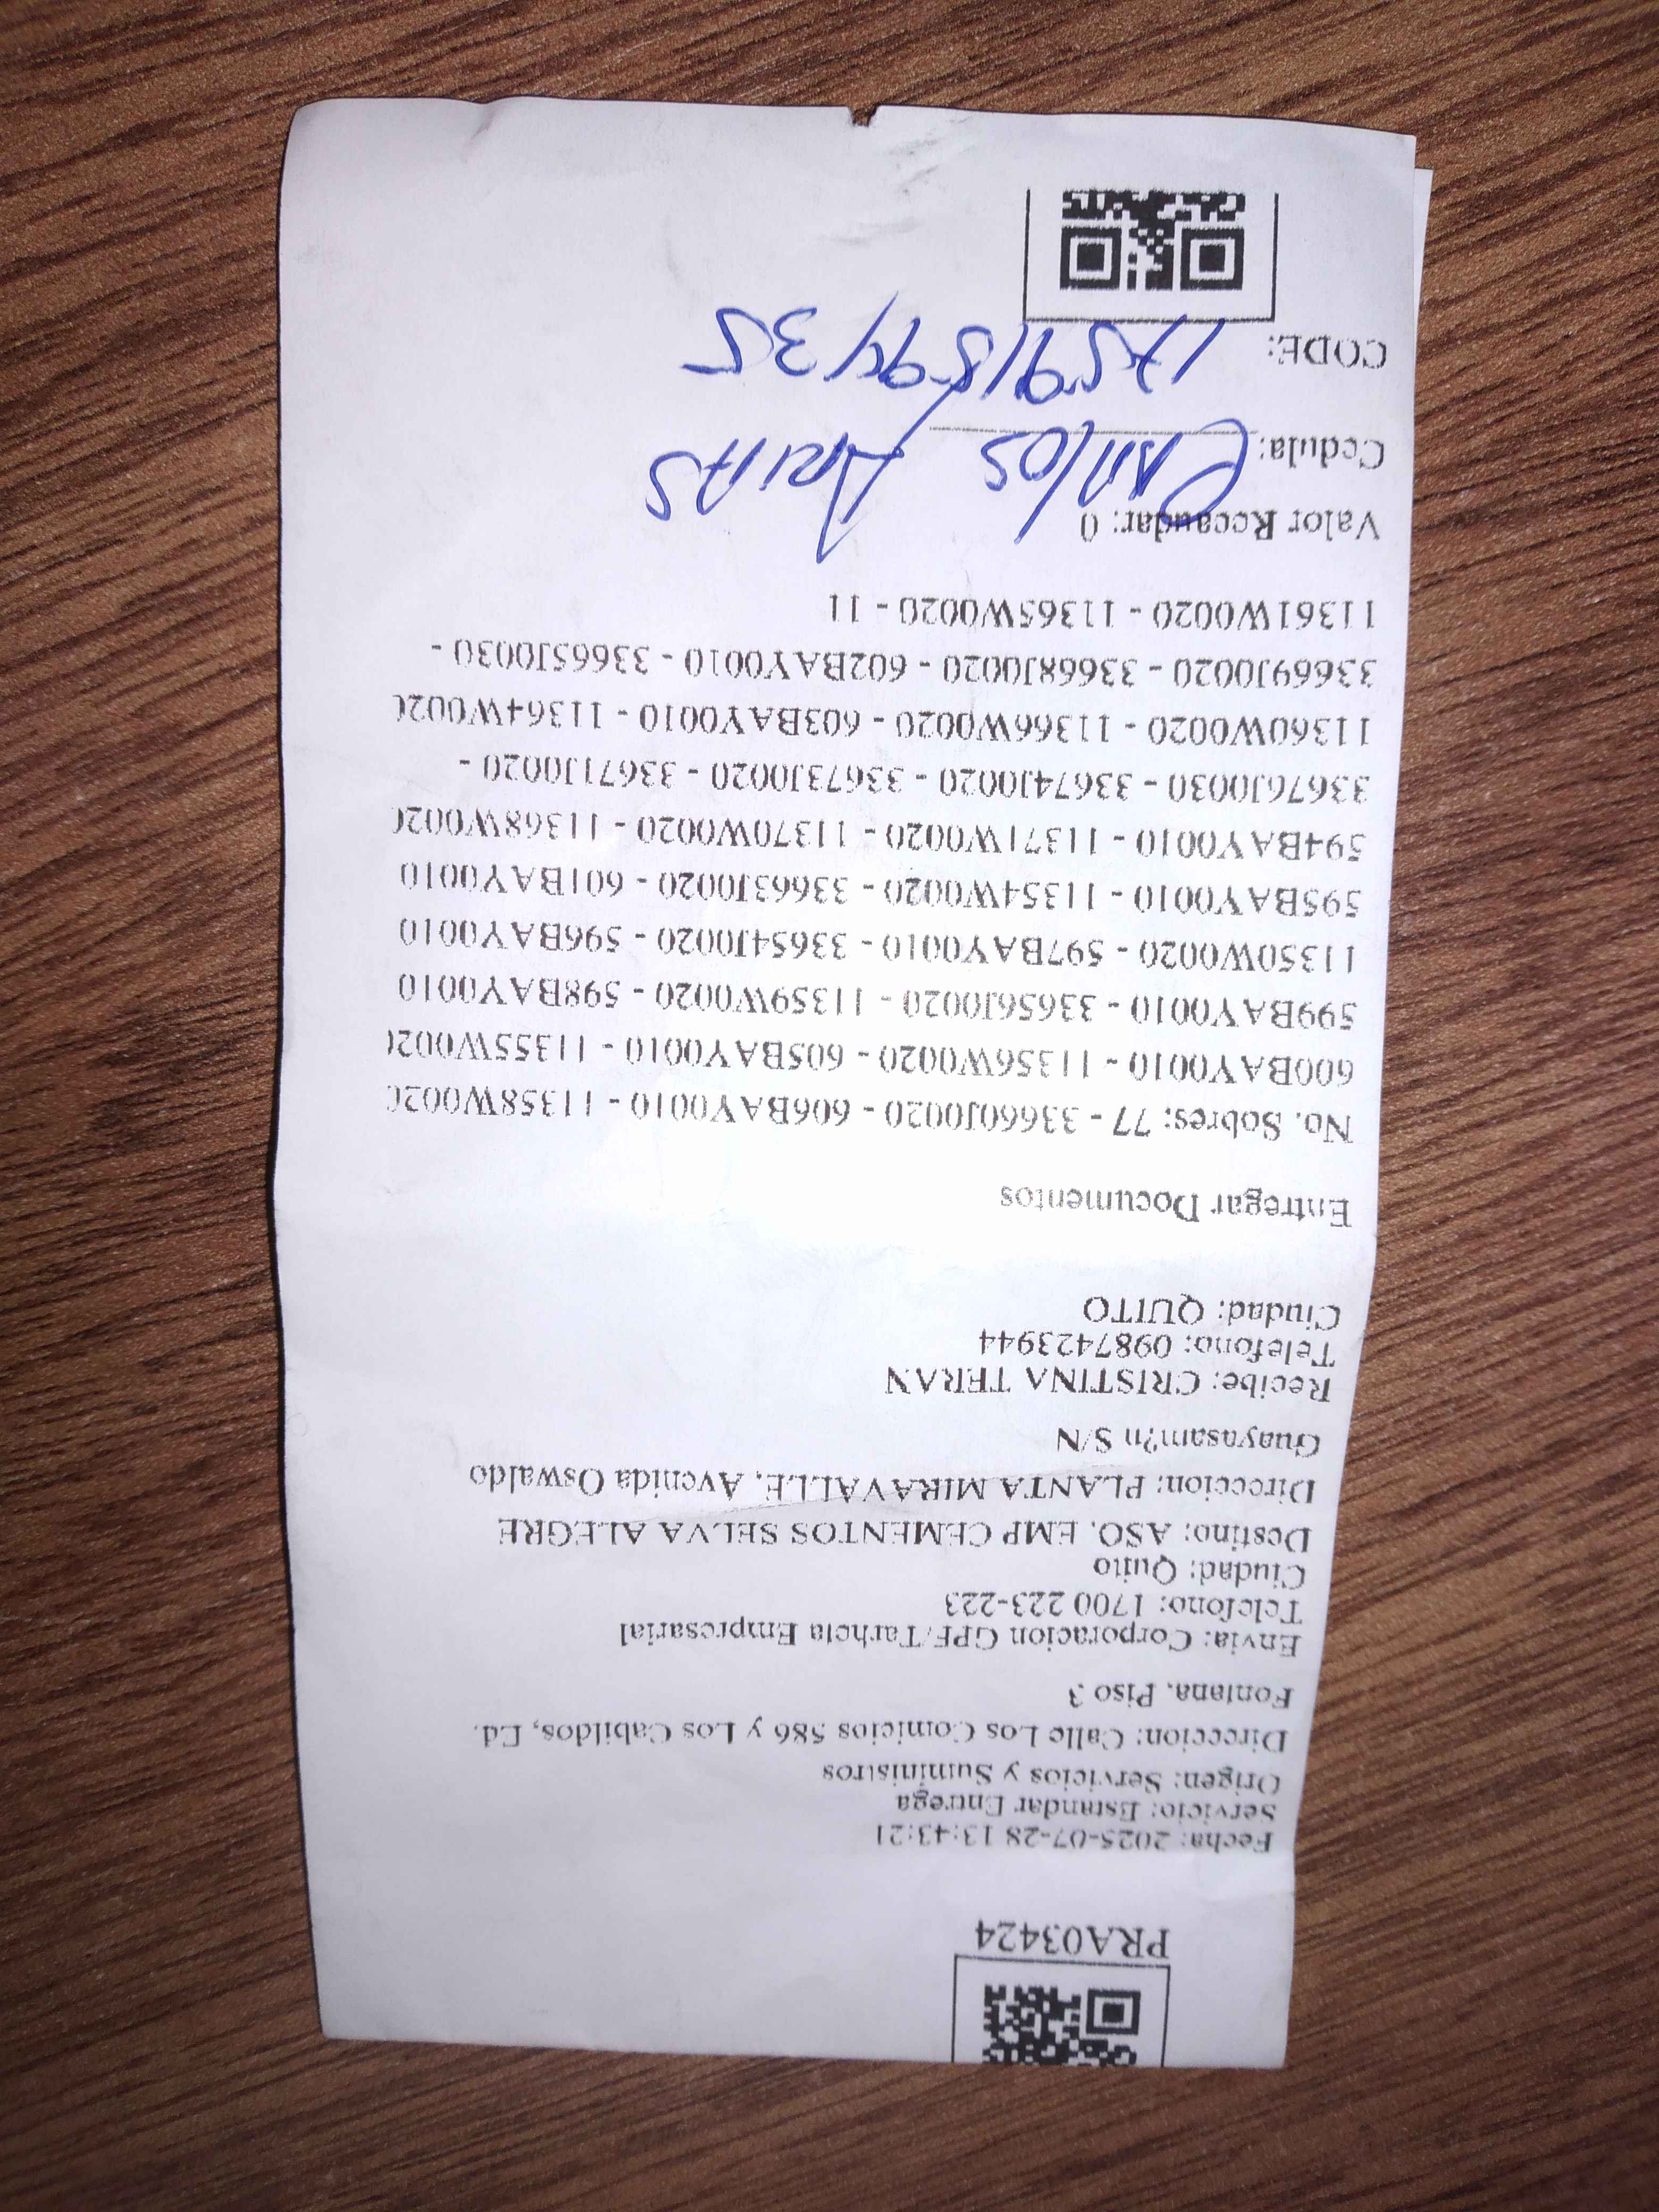 PRA03424
Fecha: 2025-07-28 13:43:21
Servicio: Estandar Entrega
Origen: Servicios y Suministros
Direccion: Calle Los Comicios 586 y Los Cabildos, Ed.
Fontana, Piso 3
Envia: Corporacion GPF/Tarheta Empresarial
Telefono: 1700 223-223
Ciudad: Quito
Destino: ASO. EMP CEMENTOS SELVA ALEGRE
Direccion: PLANTA MIRAVALLE, Avenida Oswaldo
Guayasam?n S/N
Recibe: CRISTINA TERAN
Telefono: 0987423944
Ciudad: QUITO
Entregar Documentos
No. Sobres: 77 - 33660J0020 - 606BAY0010 - 11358W002
600BAY0010 - 11356W0020 - 605BAY0010 - 11355W002
599BAY0010 - 33656J0020 - 11359W0020 - 598BAY0010
11350W0020 - 597BAY0010 - 33654J0020 - 596BAY0010
595BAY0010 - 11354W0020 - 33663J0020 - 601BAY0010
594BAY0010 - 11371W0020 - 11370W0020 - 11368W002
33676J0030 - 33674J0020 - 33673J0020 - 33671J0020 -
11360W0020 - 11366W0020 - 603BAY0010 - 11364W002
33669J0020 - 33668J0020 - 602BAY0010 - 33665J0030 -
11361W0020 - 11365W0020 - 11
Valor Recaudar: 0
Cedula: Carlos Arias
CODE: